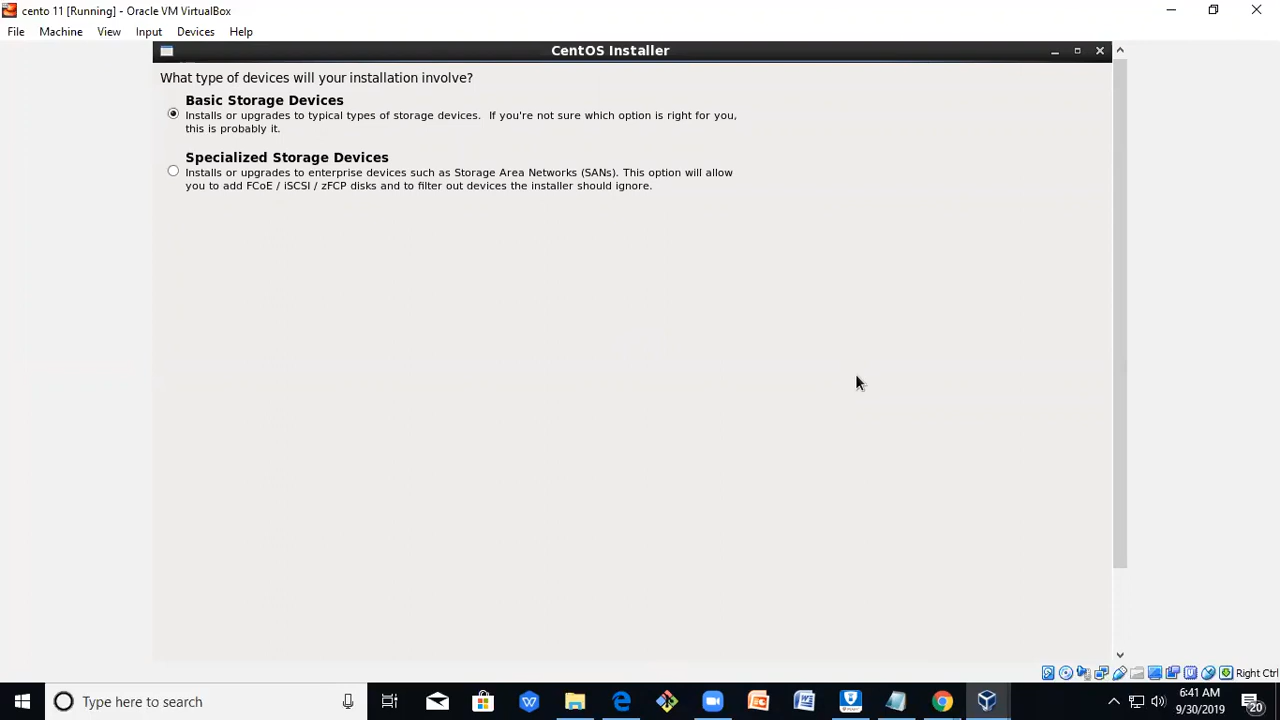 cento 11 [Running] - Oracle VM VirtualBox
File Machine View Input Devices Help
CentOS Installer
What type of devices will your installation involve?
Basic Storage Devices
Installs or upgrades to typical types of storage devices. If you're not sure which option is right for you,
this is probably it.
Specialized Storage Devices
Installs or upgrades to enterprise devices such as Storage Area Networks (SANs). This option will allow
you to add FCoE / iSCSI / zFCP disks and to filter out devices the installer should ignore.
Right Ctrl
Type here to search
6:41 AM
9/30/2019
20